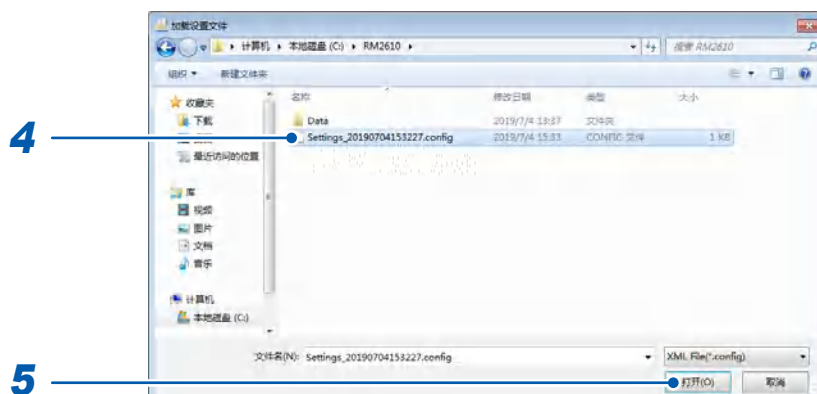 加载设置文件
计算机 本地磁盘 (C:) RM2610
搜索 RM2610
组织 新建文件夹
名称 修改日期 类型 大小
收藏夹
下载
最近访问的位置
库
视频
图片
文档
音乐
计算机
本地磁盘 (C:)
Data 2019/7/4 13:37 文件夹
4 Settings_20190704153227.config 2019/7/4 15:33 CONFIG 文件 1 KB
文件名(N): Settings_20190704153227.config XML File(*.config)
5 打开(O) 取消